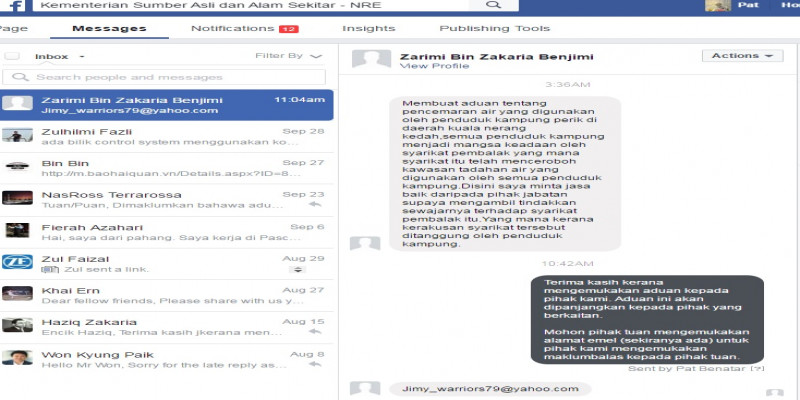 f Kementerian Sumber Asli dan Alam Sekitar - NRE
Pat
Ho
Page Messages Notifications 12 Insights Publishing Tools
Inbox
Filter By
Search people and messages
Zarimi Bin Zakaria Benjimi 11:04am
Jimy_warriors79@yahoo.com
Zulhilmi Fazli Sep 28
ada bilik control system menggunakan ko...
Bin Bin Sep 27
http://m.baohaiquan.vn/Details.aspx?ID=8...
NasRoss Terrarossa Sep 23
Tuan/Puan, Dimaklumkan bahawa adu...
Fierah Azahari Sep 6
Hai, saya dari pahang. Saya kerja di Pasc...
ZF
Zul Faizal Aug 29
Zul sent a link.
Khai Ern Aug 27
Dear fellow friends, Please share with us y...
Haziq Zakaria Aug 15
Encik Haziq, Terima kasih jkerana men...
Won Kyung Paik Aug 8
Hello Mr Won, Sorry for the late reply as...
Zarimi Bin Zakaria Benjimi
View Profile
Actions
3:36AM
Membuat aduan tentang
pencemaran air yang digunakan
oleh penduduk kampung perik di
daerah kuala nerang
kedah,semua penduduk kampung
menjadi mangsa keadaan oleh
syarikat pembalak yang mana
syarikat itu telah menceroboh
kawasan tadahan air yang
digunakan oleh semua penduduk
kampung.Disini saya minta jasa
baik daripada pihak jabatan
supaya mengambil tindakkan
sewajarnya terhadap syarikat
pembalak itu.Yang mana kerana
kerakusan syarikat tersebut
ditanggung oleh penduduk
kampung.
10:42AM
Terima kasih kerana
mengemukakan aduan kepada
pihak kami. Aduan ini akan
dipanjangkan kepada pihak yang
berkaitan.
Mohon pihak tuan mengemukakan
alamat emel (sekiranya ada) untuk
pihak kami mengemukakan
maklumbalas kepada pihak tuan.
Sent by Pat Benatar [?]
Jimy_warriors79@yahoo.com